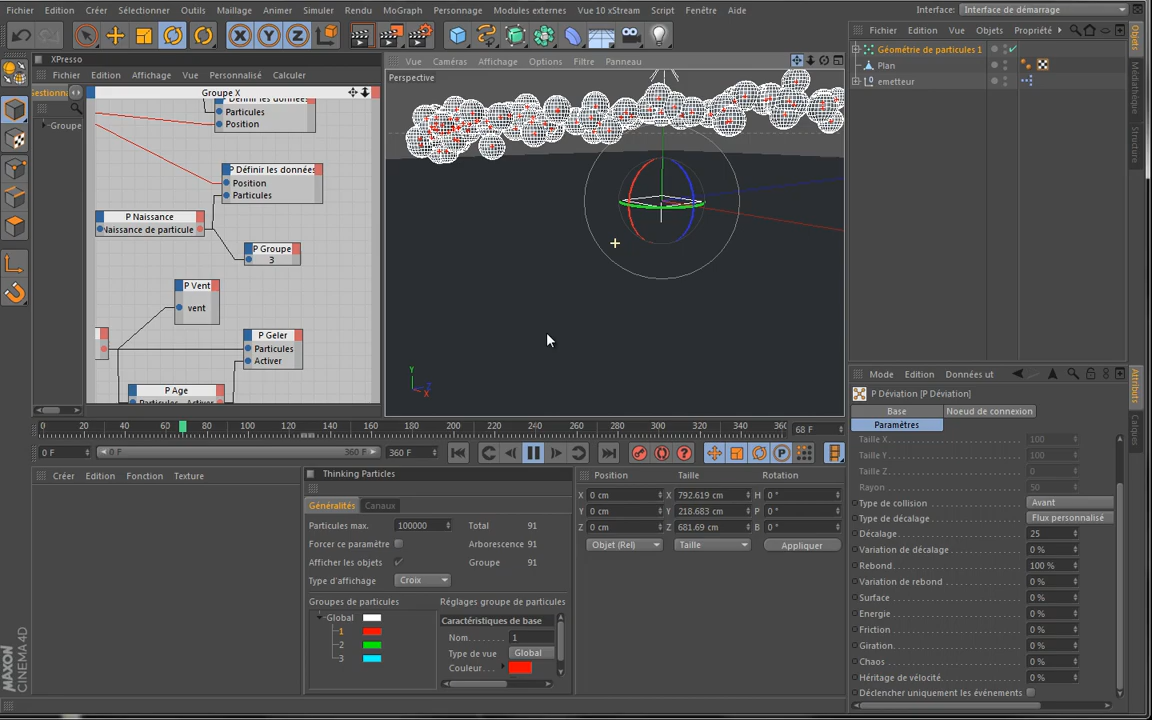 Fichier Edition Créer Sélectionner Outils Maillage Animer Simuler Rendu MoGraph Personnage Modules externes Vue 10 xStream Script Fenêtre Aide Interface: Interface de démarrage
XPresso
Fichier Edition Affichage Vue Personnalisé Calculer
Groupe X
Groupe
Particules
Position
P Définir les données
Position
Particules
P Naissance
Naissance de particule
P Groupe
3
P Vent
vent
P Geler
Particules
Activer
P Age
Vue Caméras Affichage Options Filtre Panneau
Perspective
Y
Z
X
Fichier Edition Vue Objets Propriété
Géométrie de particules 1
Plan
emetteur
Objets
Médiathèque
Structure
Mode Edition Données ut
P Déviation [P Déviation]
Base Noeud de connexion
Paramètres
Taille X 100
Taille Y 100
Taille Z 0
Rayon 50
Type de collision Avant
Type de décalage Flux personnalisé
Décalage 25
Variation de décalage 0 %
Rebond 100 %
Variation de rebond 0 %
Surface 0 %
Energie 0 %
Friction 0 %
Giration. 0 %
Chaos 0 %
Héritage de vélocité 0 %
Déclencher uniquement les événements
Attributs
Calques
0 20 40 60 80 100 120 140 160 180 200 220 240 260 280 300 320 340 36 68 F
0 F 0 F 360 F 360 F
Créer Edition Fonction Texture
Thinking Particles
Généralités Canaux
Particules max. 100000 Total 91
Forcer ce paramètre Arborescence 91
Afficher les objets Groupe 91
Type d'affichage Croix
Groupes de particules Réglages groupe de particules
Global
1
2
3
Caractéristiques de base
Nom 1
Type de vue Global
Couleur
Position Taille Rotation
X 0 cm X 792.619 cm H 0 °
Y 0 cm Y 218.683 cm P 0 °
Z 0 cm Z 681.69 cm B 0 °
Objet (Rel) Taille Appliquer
MAXON
CINEMA 4D